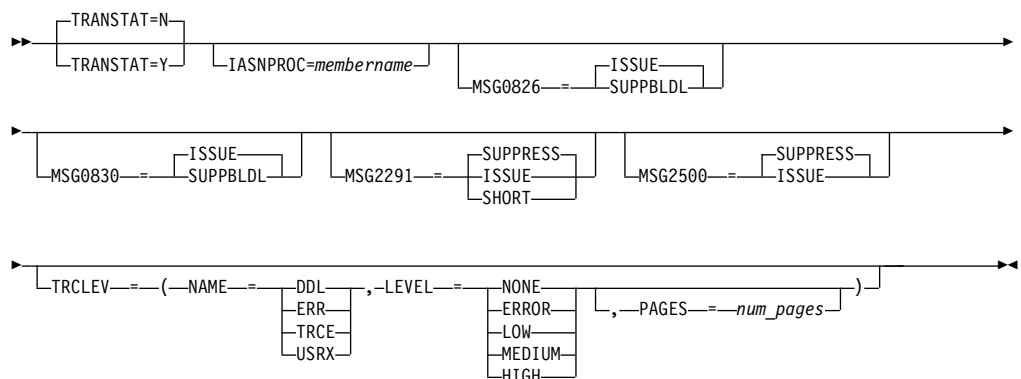 TRANSTAT=N
TRANSTAT=Y
IASNPROC=membername
MSG0826 = ISSUE
SUPPBLDL
MSG0830 = ISSUE
SUPPBLDL
MSG2291 = SUPPRESS
ISSUE
SHORT
MSG2500 = SUPPRESS
ISSUE
TRCLEV = ( NAME = DDL ,LEVEL = NONE , PAGES = num_pages )
ERR
TRCE
USRX
ERROR
LOW
MEDIUM
HIGH